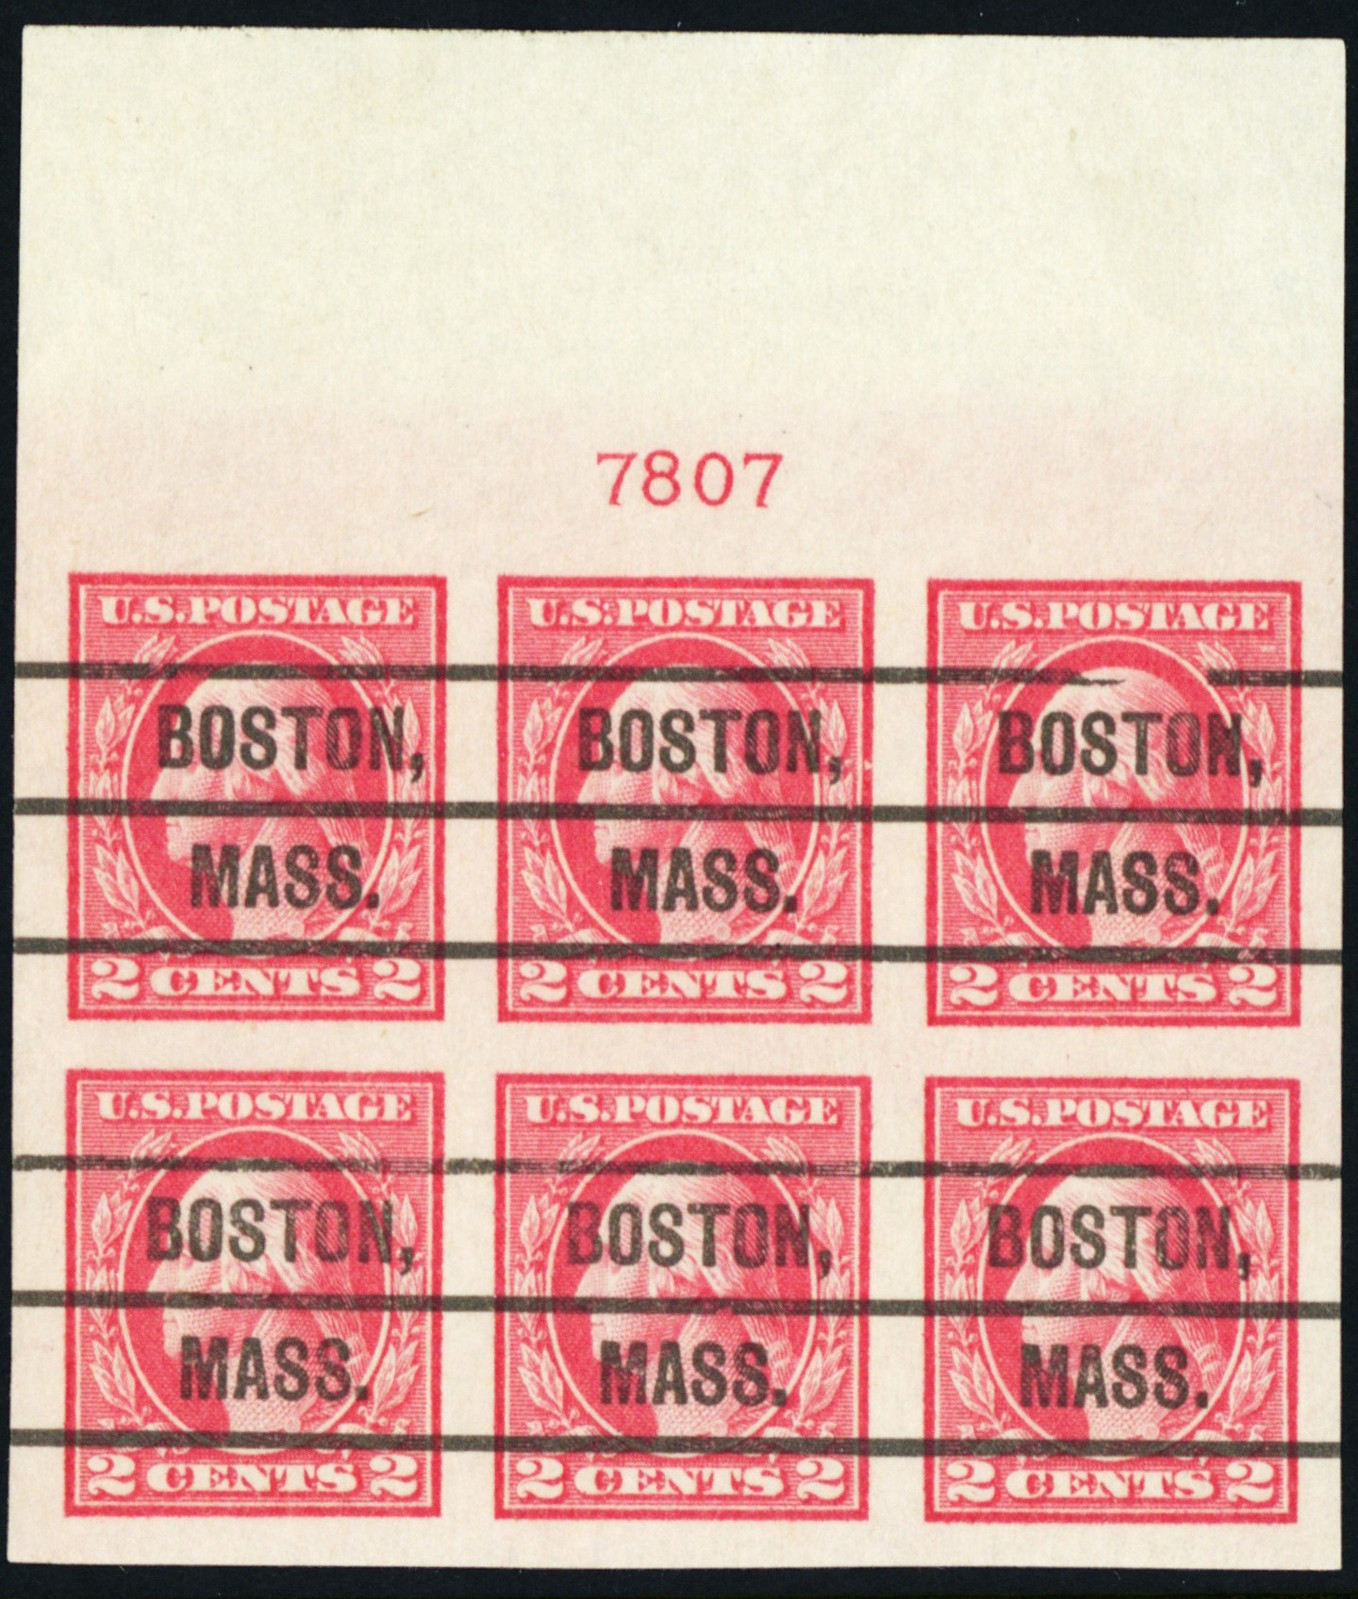 7807
U.S. POSTAGE U.S. POSTAGE U.S. POSTAGE
BOSTON, BOSTON, BOSTON,
MASS. MASS. MASS.
2 CENTS 2 2 CENTS 2 2 CENTS 2
U.S. POSTAGE U.S. POSTAGE U.S. POSTAGE
BOSTON, BOSTON, BOSTON,
MASS. MASS. MASS.
2 CENTS 2 2 CENTS 2 2 CENTS 2